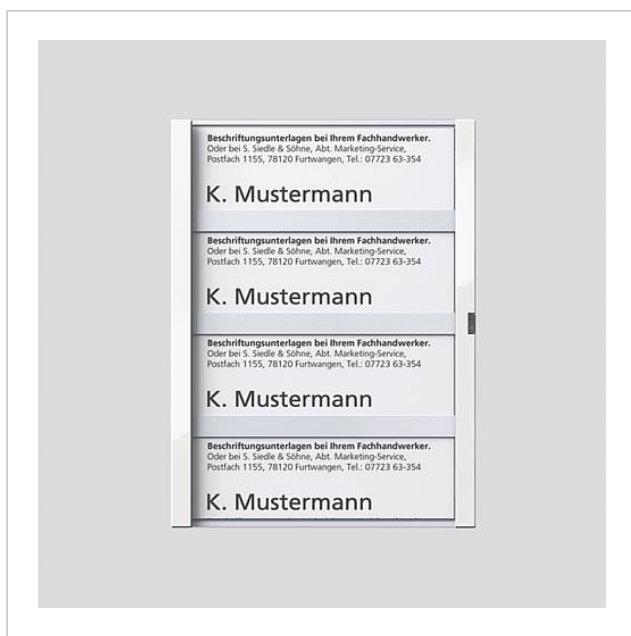 Beschriftungsunterlagen bei Ihrem Fachhandwerker.
Oder bei S. Siedle & Söhne, Abt. Marketing-Service,
Postfach 1155, 78120 Furtwangen, Tel.: 07723 63-354
K. Mustermann
Beschriftungsunterlagen bei Ihrem Fachhandwerker.
Oder bei S. Siedle & Söhne, Abt. Marketing-Service,
Postfach 1155, 78120 Furtwangen, Tel.: 07723 63-354
K. Mustermann
Beschriftungsunterlagen bei Ihrem Fachhandwerker.
Oder bei S. Siedle & Söhne, Abt. Marketing-Service,
Postfach 1155, 78120 Furtwangen, Tel.: 07723 63-354
K. Mustermann
Beschriftungsunterlagen bei Ihrem Fachhandwerker.
Oder bei S. Siedle & Söhne, Abt. Marketing-Service,
Postfach 1155, 78120 Furtwangen, Tel.: 07723 63-354
K. Mustermann